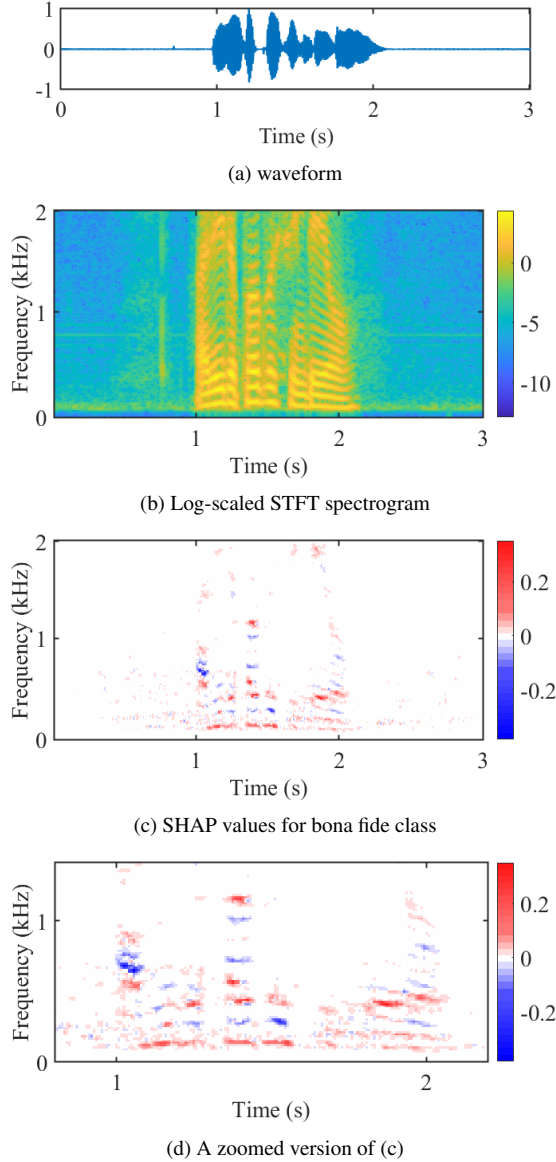 1
0
-1
0
1
2
3
Time (s)
(a) waveform
2
1
0
Frequency (kHz)
1
2
3
0
-5
-10
Time (s)
(b) Log-scaled STFT spectrogram
2
1
0
Frequency (kHz)
1
2
3
0.2
0
-0.2
Time (s)
(c) SHAP values for bona fide class
1
0
Frequency (kHz)
1
2
0.2
0
-0.2
Time (s)
(d) A zoomed version of (c)